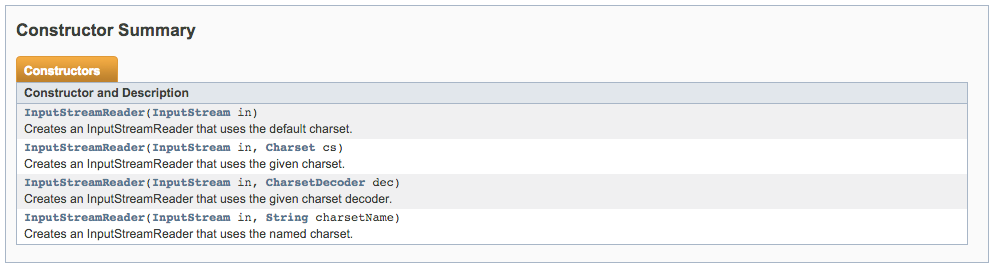 Constructor Summary
Constructors
Constructor and Description
InputStreamReader(InputStream in)
Creates an InputStreamReader that uses the default charset.
InputStreamReader(InputStream in, Charset cs)
Creates an InputStreamReader that uses the given charset.
InputStreamReader(InputStream in, CharsetDecoder dec)
Creates an InputStreamReader that uses the given charset decoder.
InputStreamReader(InputStream in, String charsetName)
Creates an InputStreamReader that uses the named charset.